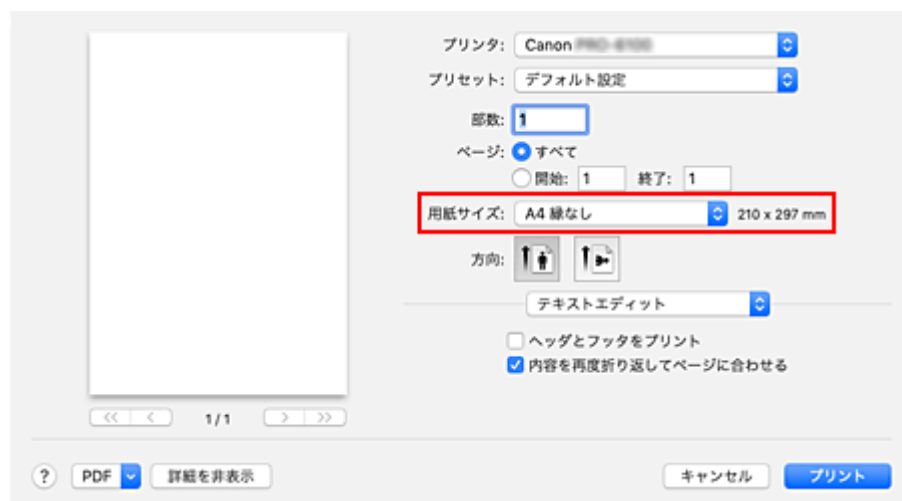 プリンタ: Canon
プリセット: デフォルト設定
部数: 1
ページ: すべて
開始: 1 終了: 1
用紙サイズ: A4 縁なし 210 x 297 mm
方向:
テキストエディット
ヘッダとフッタをプリント
内容を再度折り返してページに合わせる
<< < 1/1 > >>
? PDF 詳細を非表示 キャンセル プリント